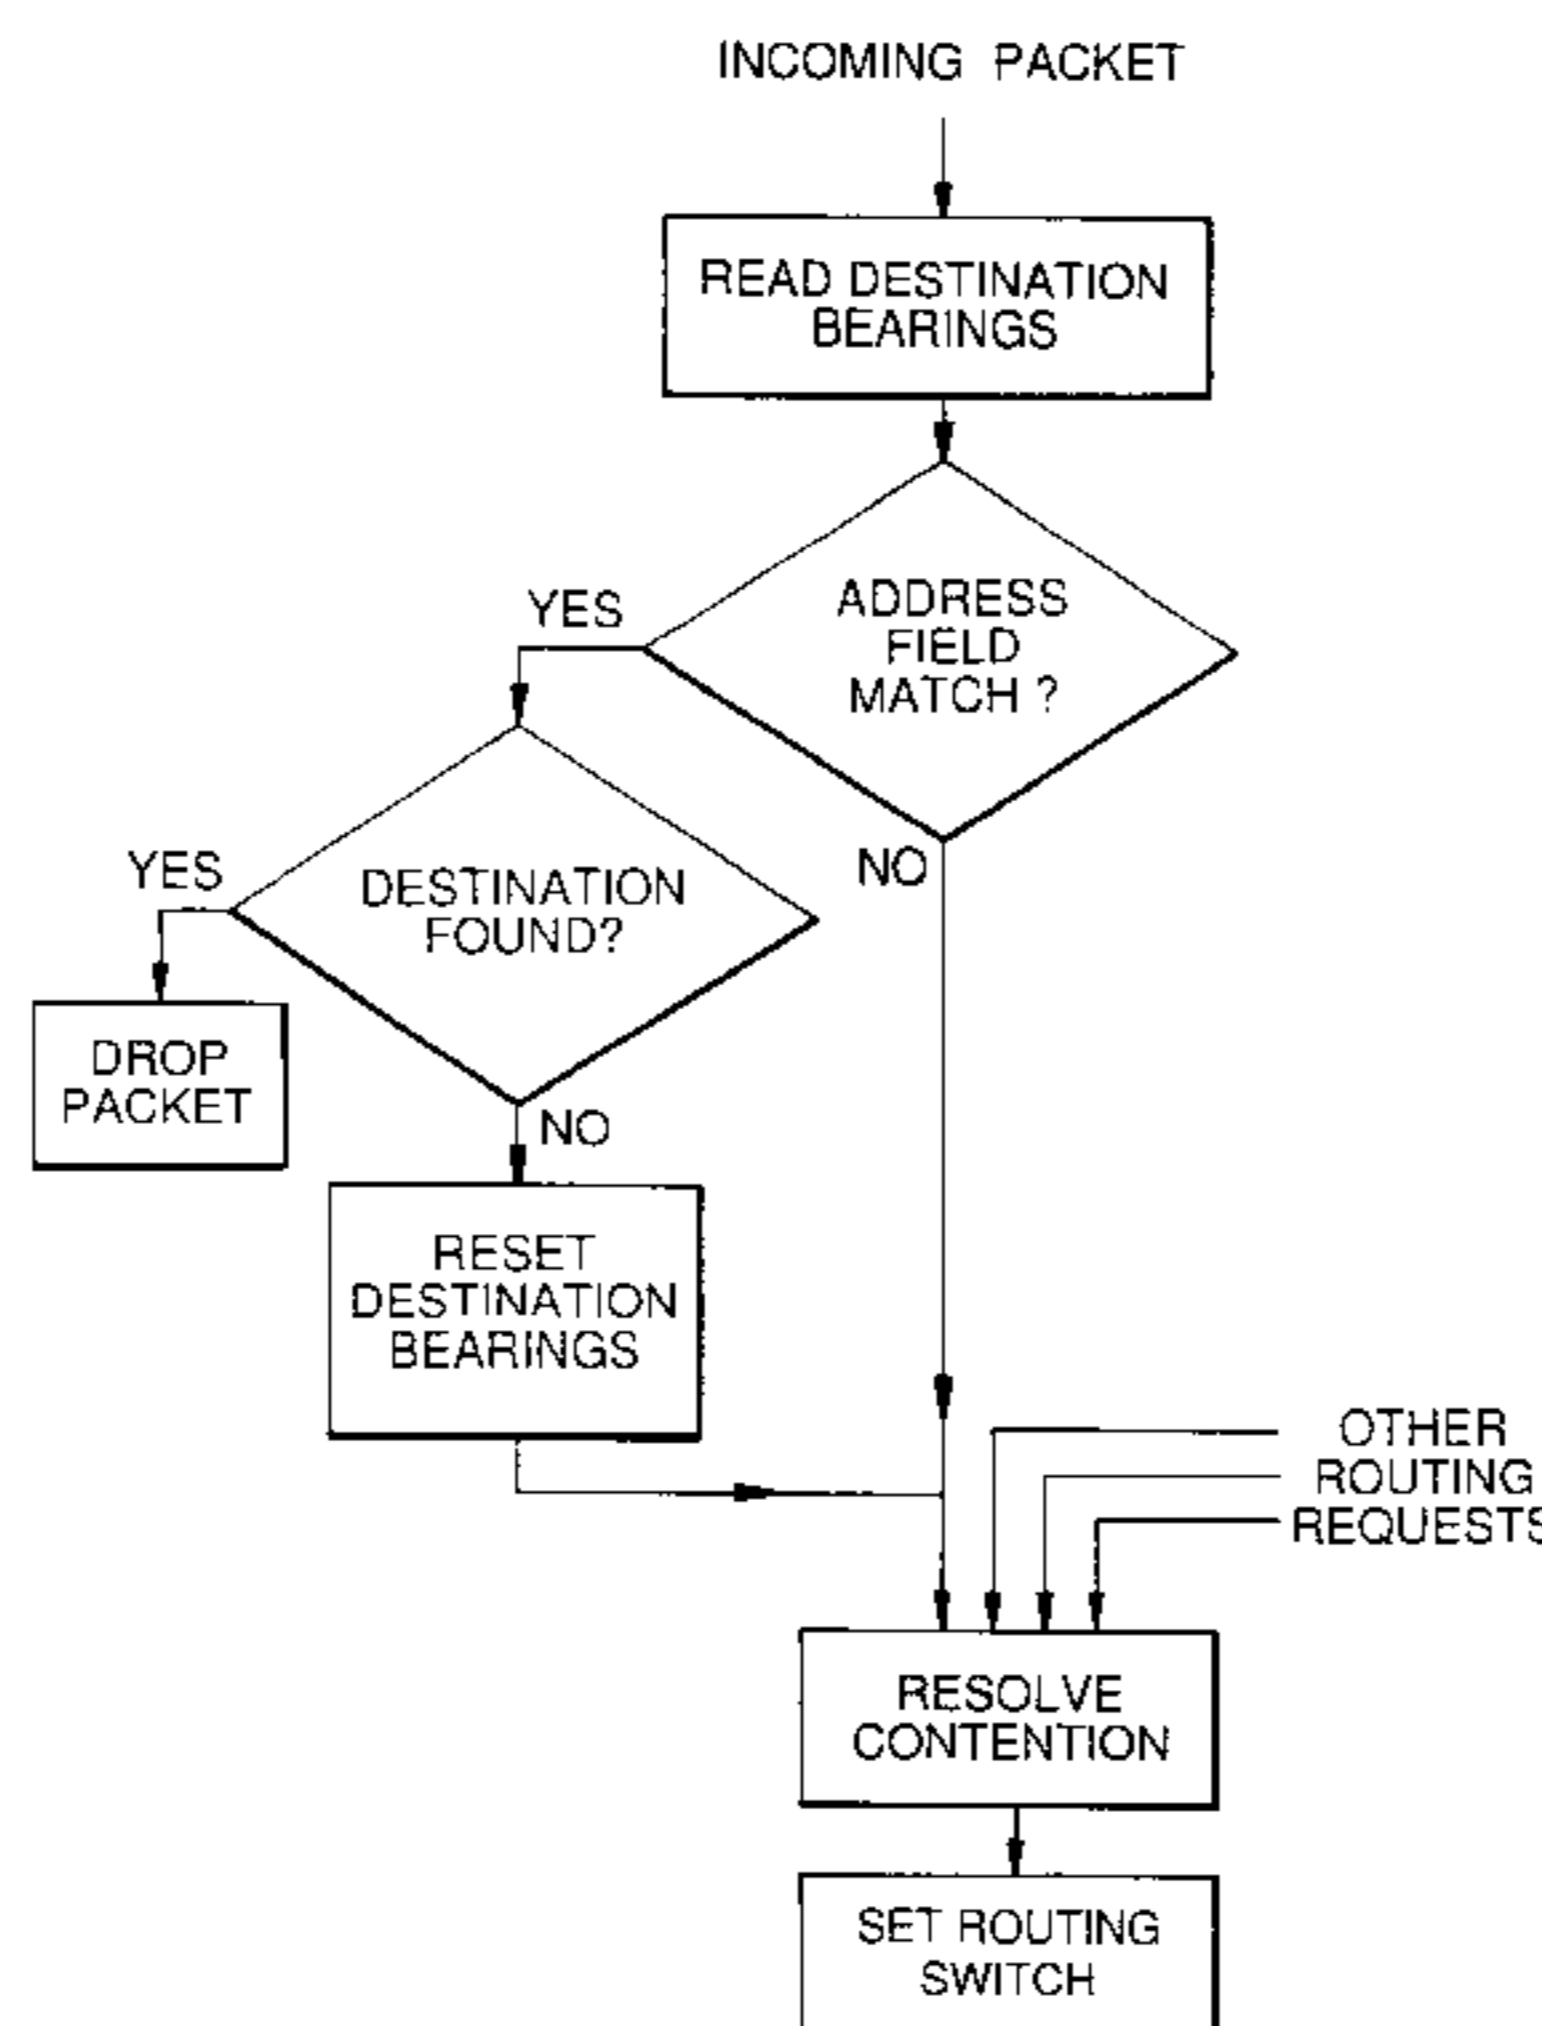 INCOMING PACKET
READ DESTINATION
BEARINGS
ADDRESS
FIELD
MATCH ?
YES
NO
DESTINATION
FOUND?
YES
NO
DROP
PACKET
RESET
DESTINATION
BEARINGS
OTHER
ROUTING
REQUESTS
RESOLVE
CONTENTION
SET ROUTING
SWITCH